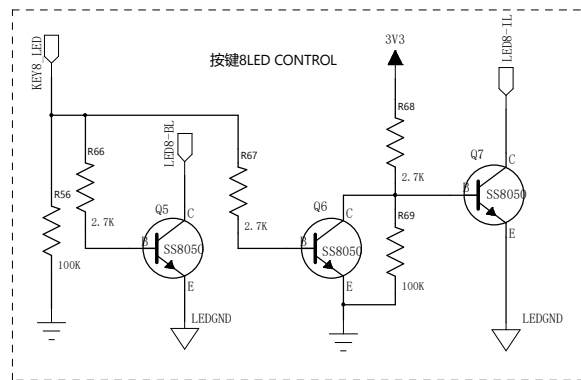 KEY8_LED
按键8LED CONTROL
3V3
LED8-IL
R56
100K
R66
2.7K
LED8-BL
Q5
B
C
SS8050
E
LEDGND
R67
2.7K
Q6
B
C
SS8050
E
R68
2.7K
R69
100K
Q7
B
C
SS8050
E
LEDGND